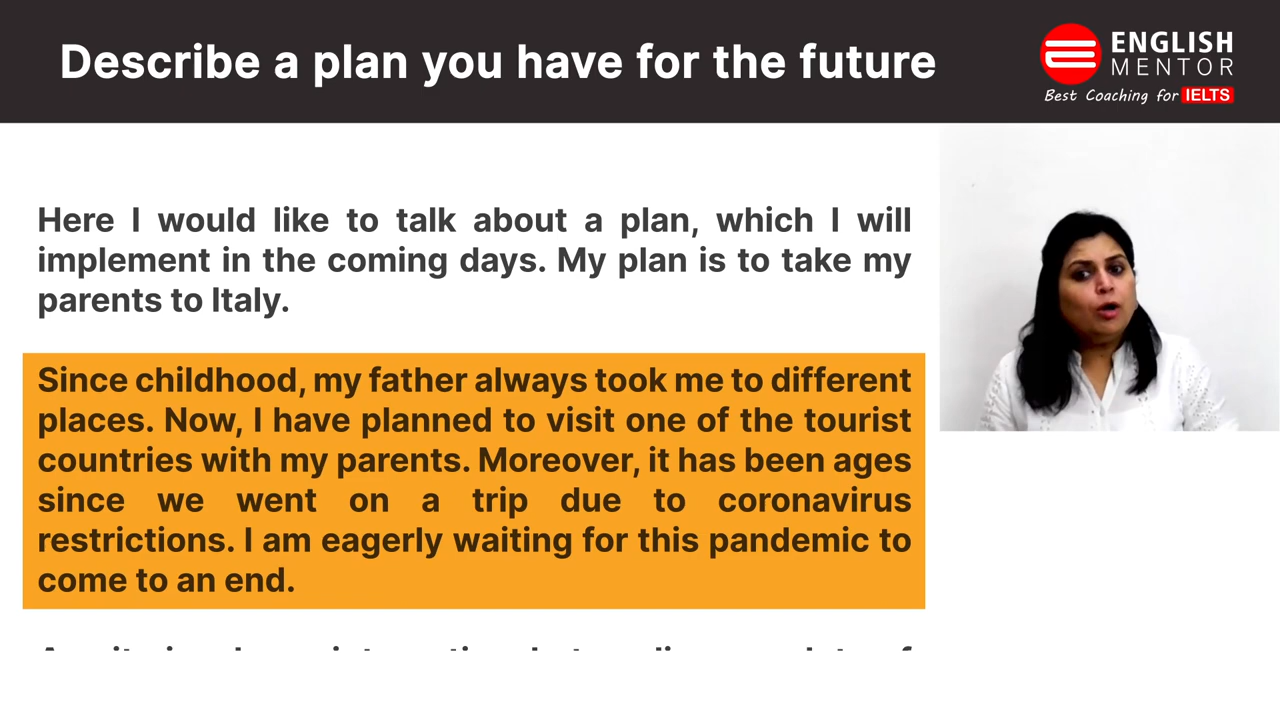 Describe a plan you have for the future
ENGLISH
MENTOR
Best Coaching for IELTS
Here I would like to talk about a plan, which I will
implement in the coming days. My plan is to take my
parents to Italy.
Since childhood, my father always took me to different
places. Now, I have planned to visit one of the tourist
countries with my parents. Moreover, it has been ages
since we went on a trip due to coronavirus
restrictions. I am eagerly waiting for this pandemic to
come to an end.